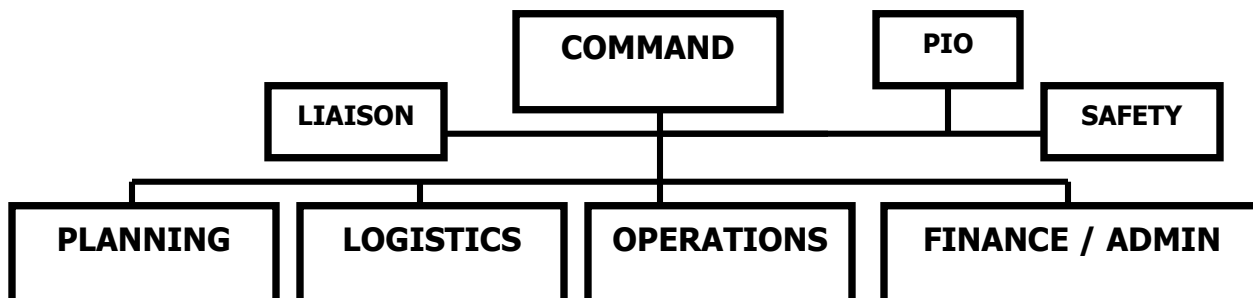 COMMAND
PIO
LIAISON
SAFETY
PLANNING
LOGISTICS
OPERATIONS
FINANCE / ADMIN